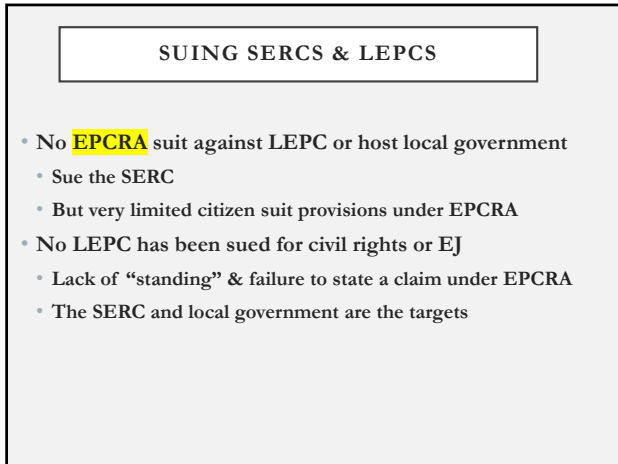 SUING SERCS & LEPCS
• No EPCRA suit against LEPC or host local government
• Sue the SERC
• But very limited citizen suit provisions under EPCRA
• No LEPC has been sued for civil rights or EJ
• Lack of “standing” & failure to state a claim under EPCRA
• The SERC and local government are the targets